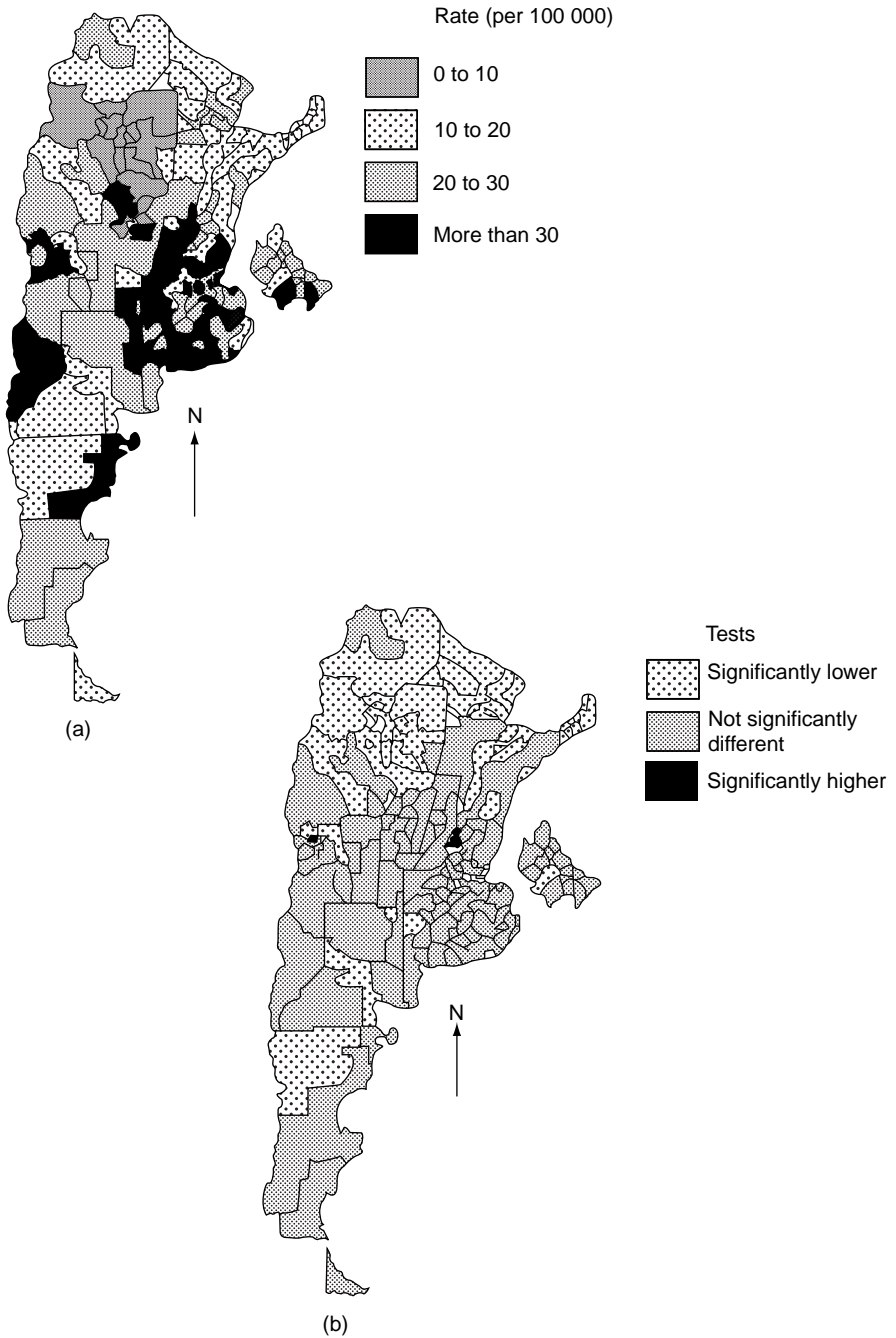 Rate (per 100 000)
0 to 10
10 to 20
20 to 30
More than 30
N
(a)
Tests
Significantly lower
Not significantly
different
Significantly higher
N
(b)